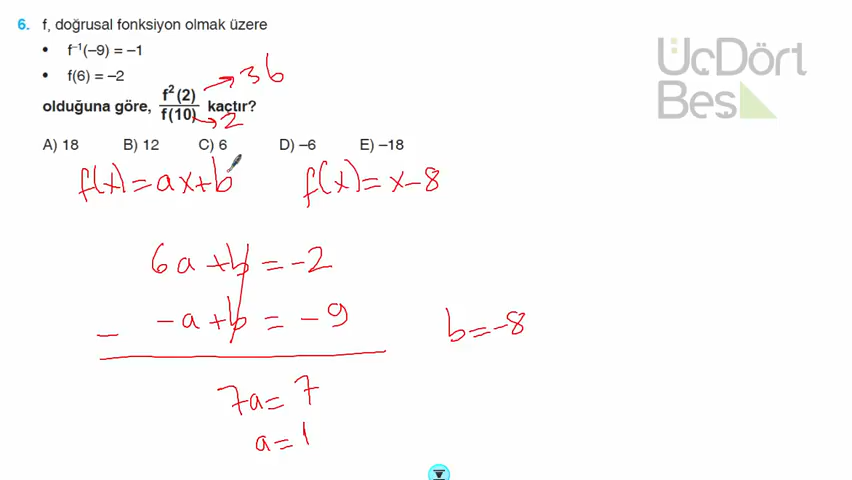 6. f, doğrusal fonksiyon olmak üzere
• f⁻¹(–9) = –1
• f(6) = –2
olduğuna göre, f²(2) / f(10) kaçtır?
→ 36
→ 2
A) 18 B) 12 C) 6 D) –6 E) –18
ÜçDört
Beş
f(x) = ax+b f(x) = x–8
6a + b = –2
– –a + b = –9
b = –8
7a = 7
a = 1